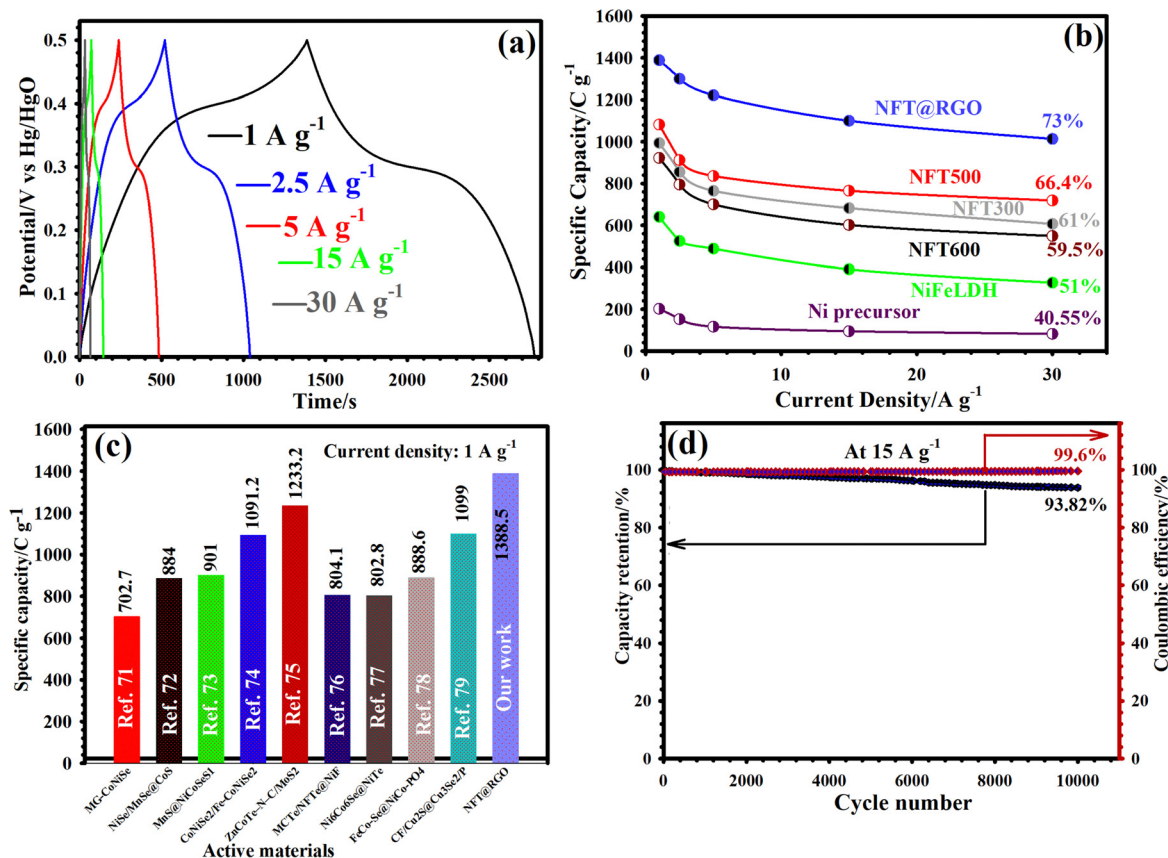 (a)
0.5
0.4
0.3
0.2
0.1
0.0
Potential/V vs Hg/HgO
1 A g⁻¹
2.5 A g⁻¹
5 A g⁻¹
15 A g⁻¹
30 A g⁻¹
0 500 1000 1500 2000 2500
Time/s
(b)
1600
1400
1200
1000
800
600
400
200
0
Speffic Capacity/C g⁻¹
NFT@RGO
73%
NFT500
66.4%
NFT300
61%
NFT600
59.5%
NiFeLDH
51%
Ni precursor
40.55%
0 10 20 30
Current Density/A g⁻¹
(c)
Current density: 1 A g⁻¹
1600
1400
1200
1000
800
600
400
200
0
Specific capacity/C g⁻¹
702.7
884
901
1091.2
1233.2
804.1
802.8
888.6
1099
1388.5
Ref. 71
Ref. 72
Ref. 73
Ref. 74
Ref. 75
Ref. 76
Ref. 77
Ref. 78
Ref. 79
Our work
MG-CoNiSe
NiSe/MnSe@CoS
MnS@NiCoSeS1
CoNiSe2/Fe-CoNiSe2
ZnCoTe–N–C/MoS2
MCTe/NFTe@NiF
Ni6Co6Se@NiTe
FeCo-Se@NiCo-PO4
CF/Cu2S@Cu3Se2/P
NFT@RGO
Active materials
(d)
At 15 A g⁻¹
99.6%
93.82%
100
80
60
40
20
0
Capacity retention/%
100
80
60
40
20
0
Coulombic efficiency/%
0 2000 4000 6000 8000 10000
Cycle number